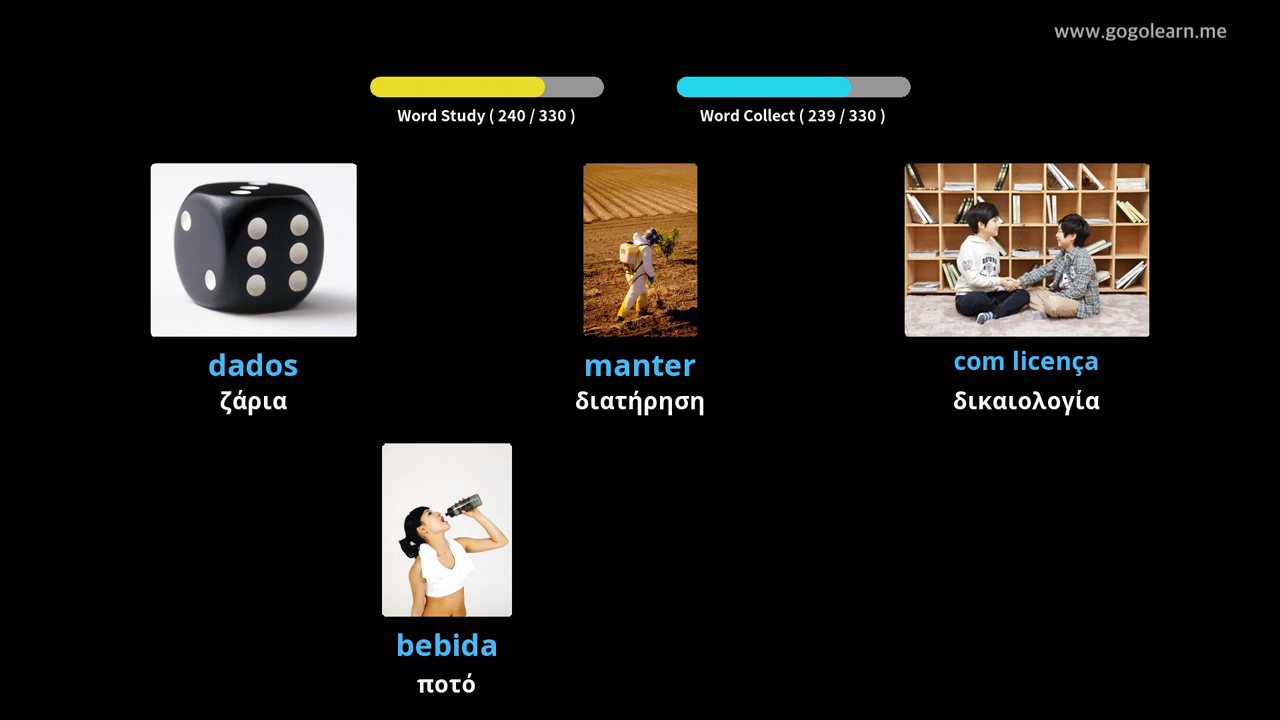 www.gogolearn.me
Word Study ( 240 / 330 )
Word Collect ( 239 / 330 )
dados
ζάρια
manter
διατήρηση
com licença
δικαιολογία
bebida
ποτό